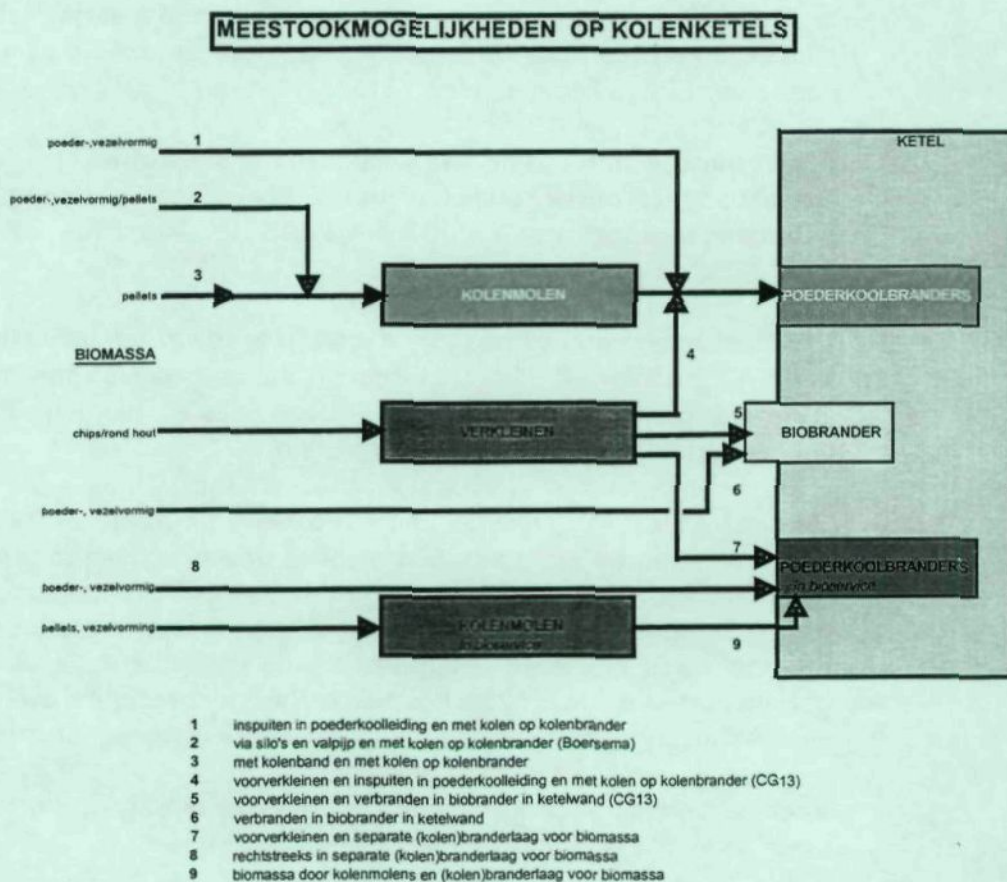 MEESTOOKMOGELIJKHEDEN OP KOLENKETELS
poeder-,vezelvormig 1
KETEL
poeder-,vezelvormig/pellets 2
pellets 3
KOLENMOLEN
POEDERKOOLBRANDERS
BIOMASSA
4
chips/rond hout
VERKLEINEN
5
BIOBRANDER
6
poeder-, vezelvormig
7
POEDERKOOLBRANDERS
in bioservice
poeder-, vezelvormig 8
pellets, vezelvorming
KOLENMOLEN
in bioservice
9
1 inspuiten in poederkoolleiding en met kolen op kolenbrander
2 via silo's en valpijp en met kolen op kolenbrander (Boersema)
3 met kolenband en met kolen op kolenbrander
4 voorverkleinen en inspuiten in poederkoolleiding en met kolen op kolenbrander (CG13)
5 voorverkleinen en verbranden in biobrander in ketelwand (CG13)
6 verbranden in biobrander in ketelwand
7 voorverkleinen en separate (kolen)branderlaag voor biomassa
8 rechtstreeks in separate (kolen)branderlaag voor biomassa
9 biomassa door kolenmolens en (kolen)branderlaag voor biomassa